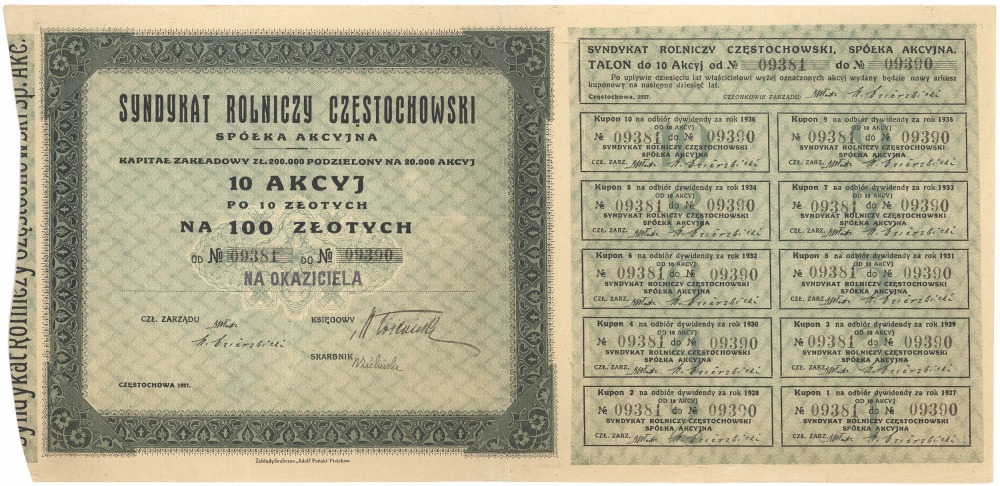 Syndykat Rolniczy Częstochowski Sp. Akc.
SYNDYKAT ROLNICZY CZĘSTOCHOWSKI
SPÓŁKA AKCYJNA
KAPITAŁ ZAKŁADOWY ZŁ. 200.000 PODZIELONY NA 20.000 AKCYJ
10 AKCYJ
PO 10 ZŁOTYCH
NA 100 ZŁOTYCH
OD № 09381 DO № 09390
NA OKAZICIELA
CZŁ. ZARZĄDU
KSIĘGOWY
SKARBNIK
CZĘSTOCHOWA 1927.
Zakłady Graficzne „Adolf Pański" Piotrków
SYNDYKAT ROLNICZY CZĘSTOCHOWSKI, SPÓŁKA AKCYJNA.
TALON do 10 Akcyj od № 09381 do № 09390
Po upływie dziesięciu lat właścicielowi wyżej oznaczonych akcyj wydany będzie nowy arkusz
kuponowy na następne dziesięć lat.
Częstochowa, 1927. CZŁONKOWIE ZARZĄDU:
Kupon 10 na odbiór dywidendy za rok 1936
OD 10 AKCYJ
№ 09381 do № 09390
SYNDYKAT ROLNICZY CZĘSTOCHOWSKI
SPÓŁKA AKCYJNA
CZŁ. ZARZ.
Kupon 9 na odbiór dywidendy za rok 1935
OD 10 AKCYJ
№ 09381 do № 09390
SYNDYKAT ROLNICZY CZĘSTOCHOWSKI
SPÓŁKA AKCYJNA
CZŁ. ZARZ.
Kupon 8 na odbiór dywidendy za rok 1934
OD 10 AKCYJ
№ 09381 do № 09390
SYNDYKAT ROLNICZY CZĘSTOCHOWSKI
SPÓŁKA AKCYJNA
CZŁ. ZARZ.
Kupon 7 na odbiór dywidendy za rok 1933
OD 10 AKCYJ
№ 09381 do № 09390
SYNDYKAT ROLNICZY CZĘSTOCHOWSKI
SPÓŁKA AKCYJNA
CZŁ. ZARZ.
Kupon 6 na odbiór dywidendy za rok 1932
OD 10 AKCYJ
№ 09381 do № 09390
SYNDYKAT ROLNICZY CZĘSTOCHOWSKI
SPÓŁKA AKCYJNA
CZŁ. ZARZ.
Kupon 5 na odbiór dywidendy za rok 1931
OD 10 AKCYJ
№ 09381 do № 09390
SYNDYKAT ROLNICZY CZĘSTOCHOWSKI
SPÓŁKA AKCYJNA
CZŁ. ZARZ.
Kupon 4 na odbiór dywidendy za rok 1930
OD 10 AKCYJ
№ 09381 do № 09390
SYNDYKAT ROLNICZY CZĘSTOCHOWSKI
SPÓŁKA AKCYJNA
CZŁ. ZARZ.
Kupon 3 na odbiór dywidendy za rok 1929
OD 10 AKCYJ
№ 09381 do № 09390
SYNDYKAT ROLNICZY CZĘSTOCHOWSKI
SPÓŁKA AKCYJNA
CZŁ. ZARZ.
Kupon 2 na odbiór dywidendy za rok 1928
OD 10 AKCYJ
№ 09381 do № 09390
SYNDYKAT ROLNICZY CZĘSTOCHOWSKI
SPÓŁKA AKCYJNA
CZŁ. ZARZ.
Kupon 1 na odbiór dywidendy za rok 1927
OD 10 AKCYJ
№ 09381 do № 09390
SYNDYKAT ROLNICZY CZĘSTOCHOWSKI
SPÓŁKA AKCYJNA
CZŁ. ZARZ.